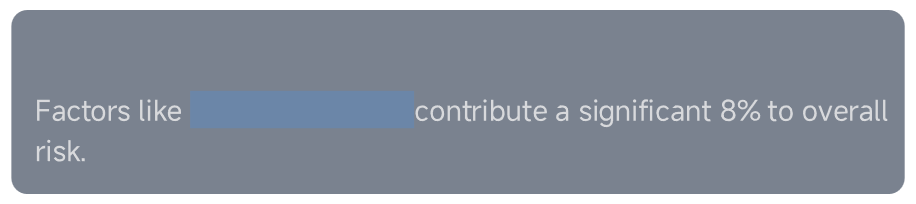 Factors like contribute a significant 8% to overall
risk.